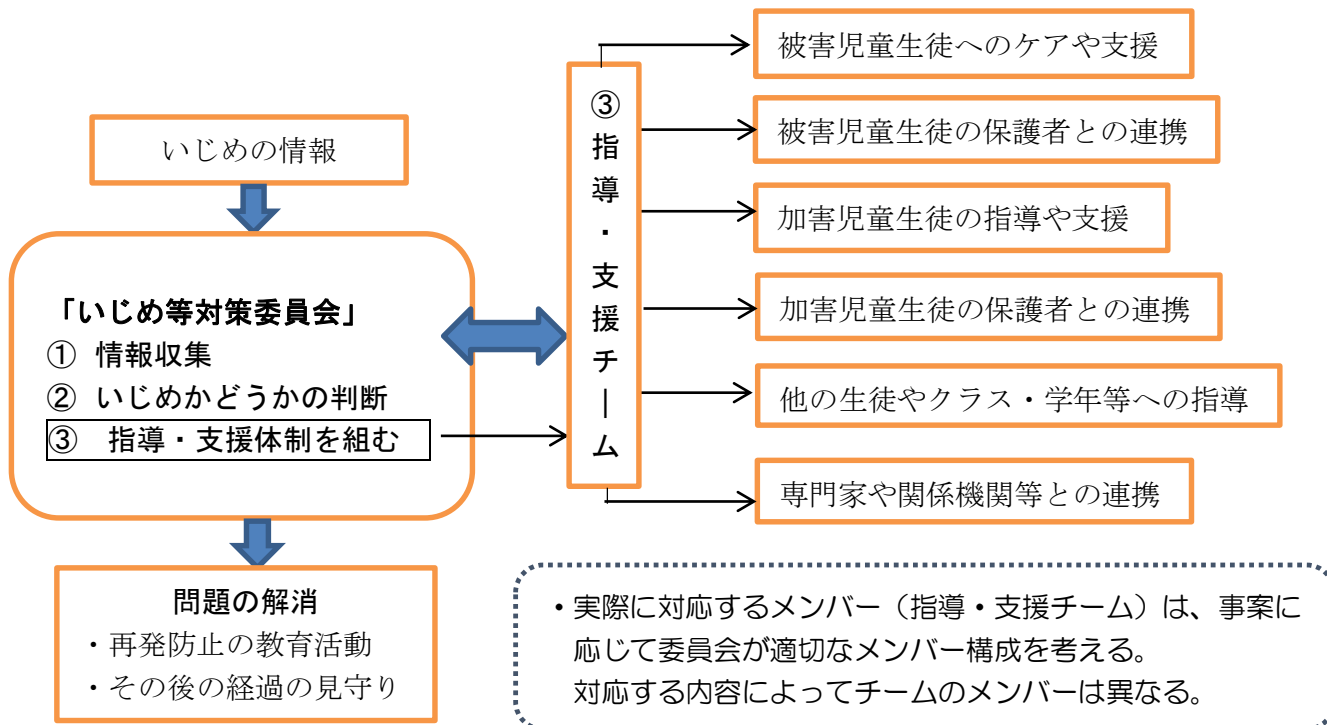 いじめの情報
「いじめ等対策委員会」
① 情報収集
② いじめかどうかの判断
③ 指導・支援体制を組む
問題の解消
・再発防止の教育活動
・その後の経過の見守り
③指導・支援チーム
被害児童生徒へのケアや支援
被害児童生徒の保護者との連携
加害児童生徒の指導や支援
加害児童生徒の保護者との連携
他の生徒やクラス・学年等への指導
専門家や関係機関等との連携
・実際に対応するメンバー（指導・支援チーム）は、事案に
応じて委員会が適切なメンバー構成を考える。
対応する内容によってチームのメンバーは異なる。